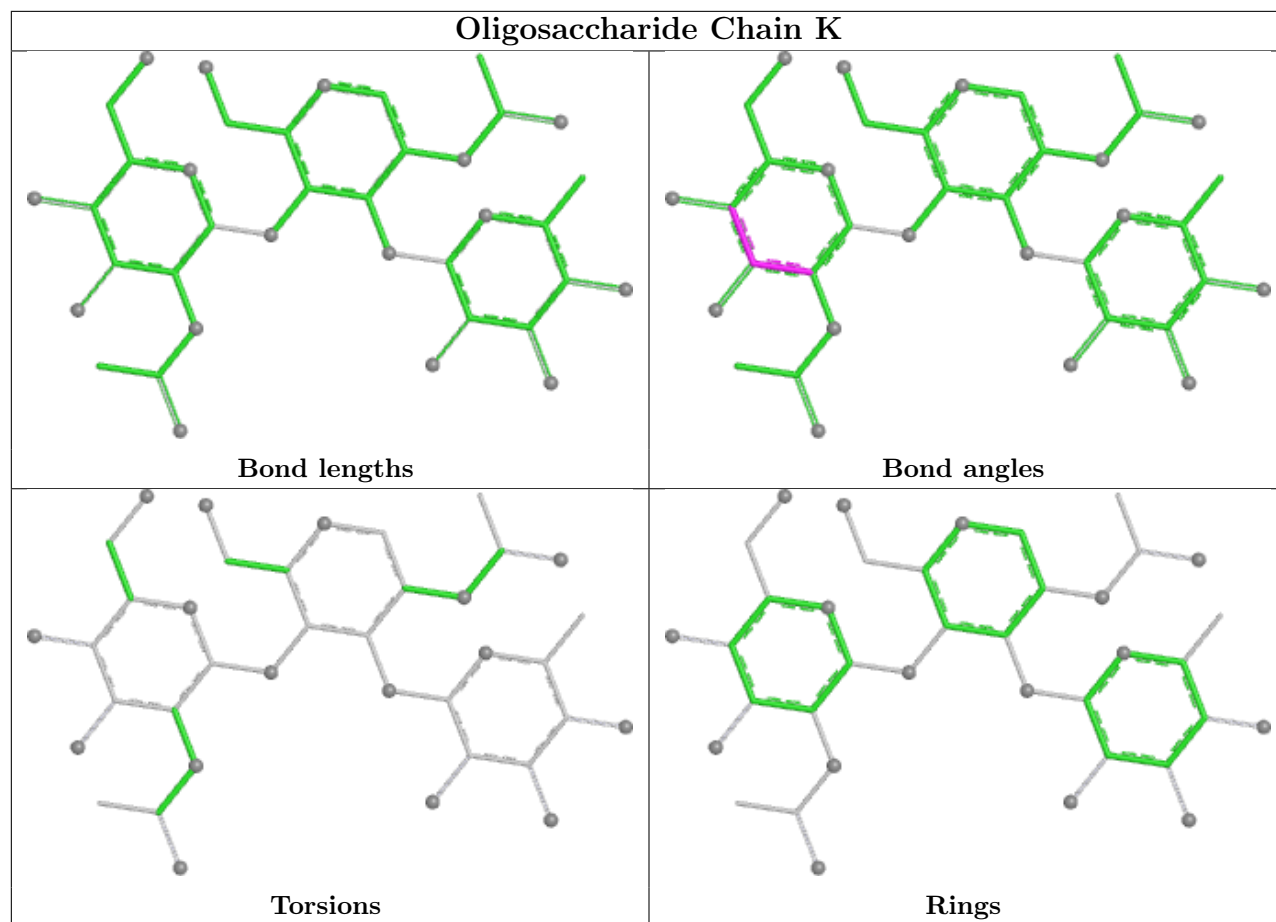 Oligosaccharide Chain K
Bond lengths
Bond angles
Torsions
Rings